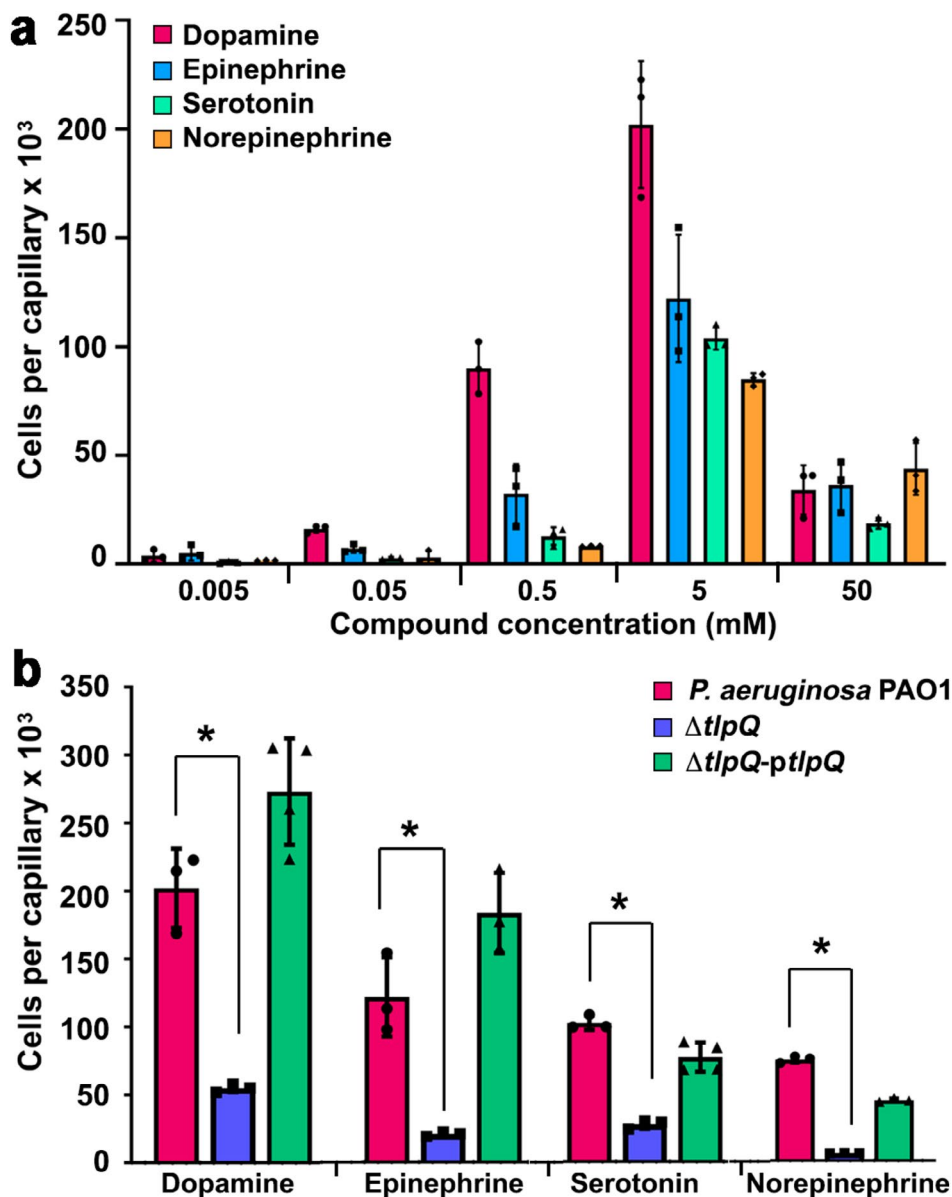 a
Cells per capillary x 10³
250
200
150
100
50
0
Dopamine
Epinephrine
Serotonin
Norepinephrine
0.005 0.05 0.5 5 50
Compound concentration (mM)
b
Cells per capillary x 10³
350
300
250
200
150
100
50
0
P. aeruginosa PAO1
ΔtlpQ
ΔtlpQ-ptlpQ
* * * *
Dopamine Epinephrine Serotonin Norepinephrine